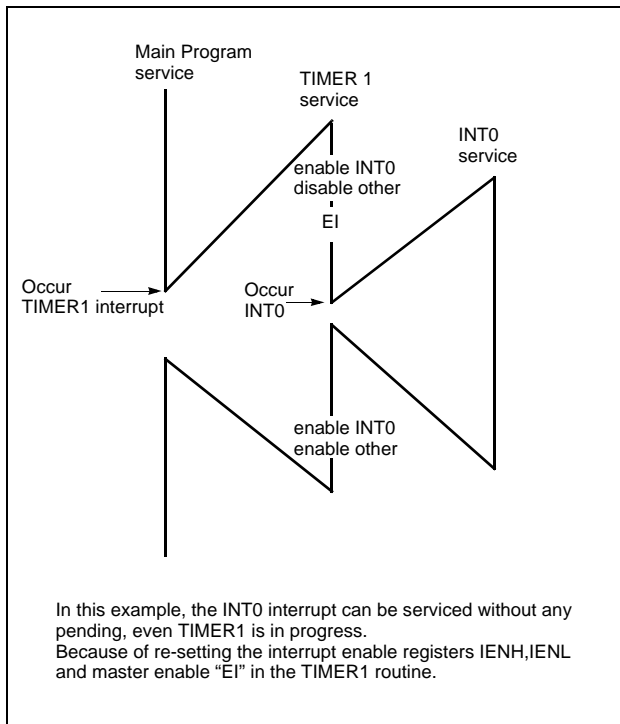 Main Program
service
TIMER 1
service
INT0
service
enable INT0
disable other
EI
Occur
TIMER1 interrupt
Occur
INT0
enable INT0
enable other
In this example, the INT0 interrupt can be serviced without any
pending, even TIMER1 is in progress.
Because of re-setting the interrupt enable registers IENH,IENL
and master enable “EI” in the TIMER1 routine.